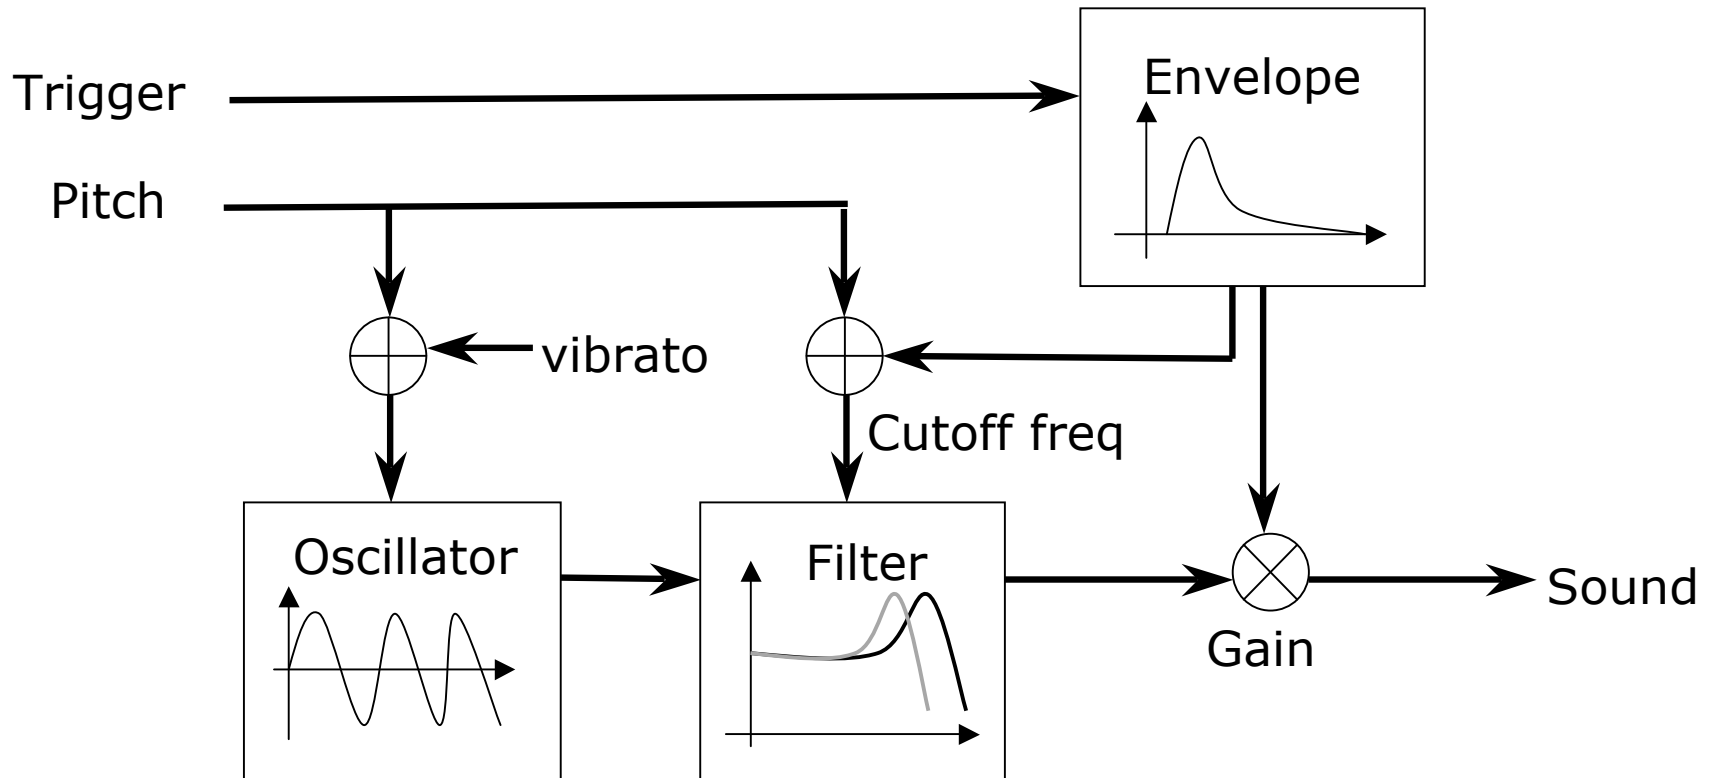 Trigger
Envelope
Pitch
vibrato
Cutoff freq
Oscillator
Filter
Sound
Gain